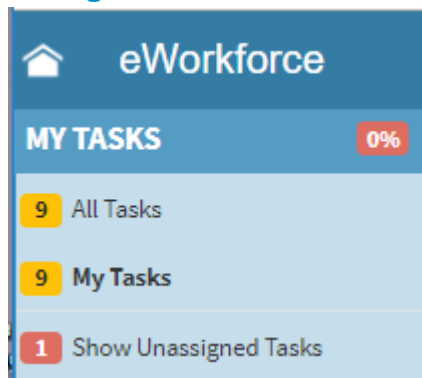 eWorkforce
MY TASKS 0%
9 All Tasks
9 My Tasks
1 Show Unassigned Tasks